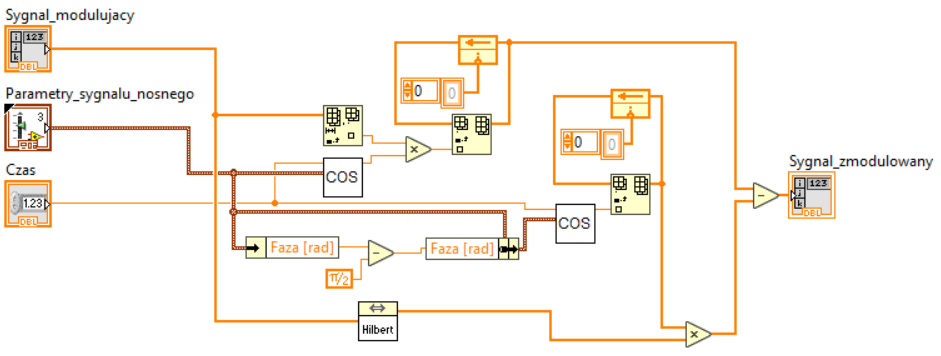 Sygnal_modulujacy
i 123
j
k
DBL
Parametry_sygnalu_nosnego
3
Czas
1.23
DBL
0 0
×
COS
0 0
COS
Faza [rad]
−
Faza [rad]
π/2
Hilbert
×
Sygnal_zmodulowany
−
i 123
j
k
DBL